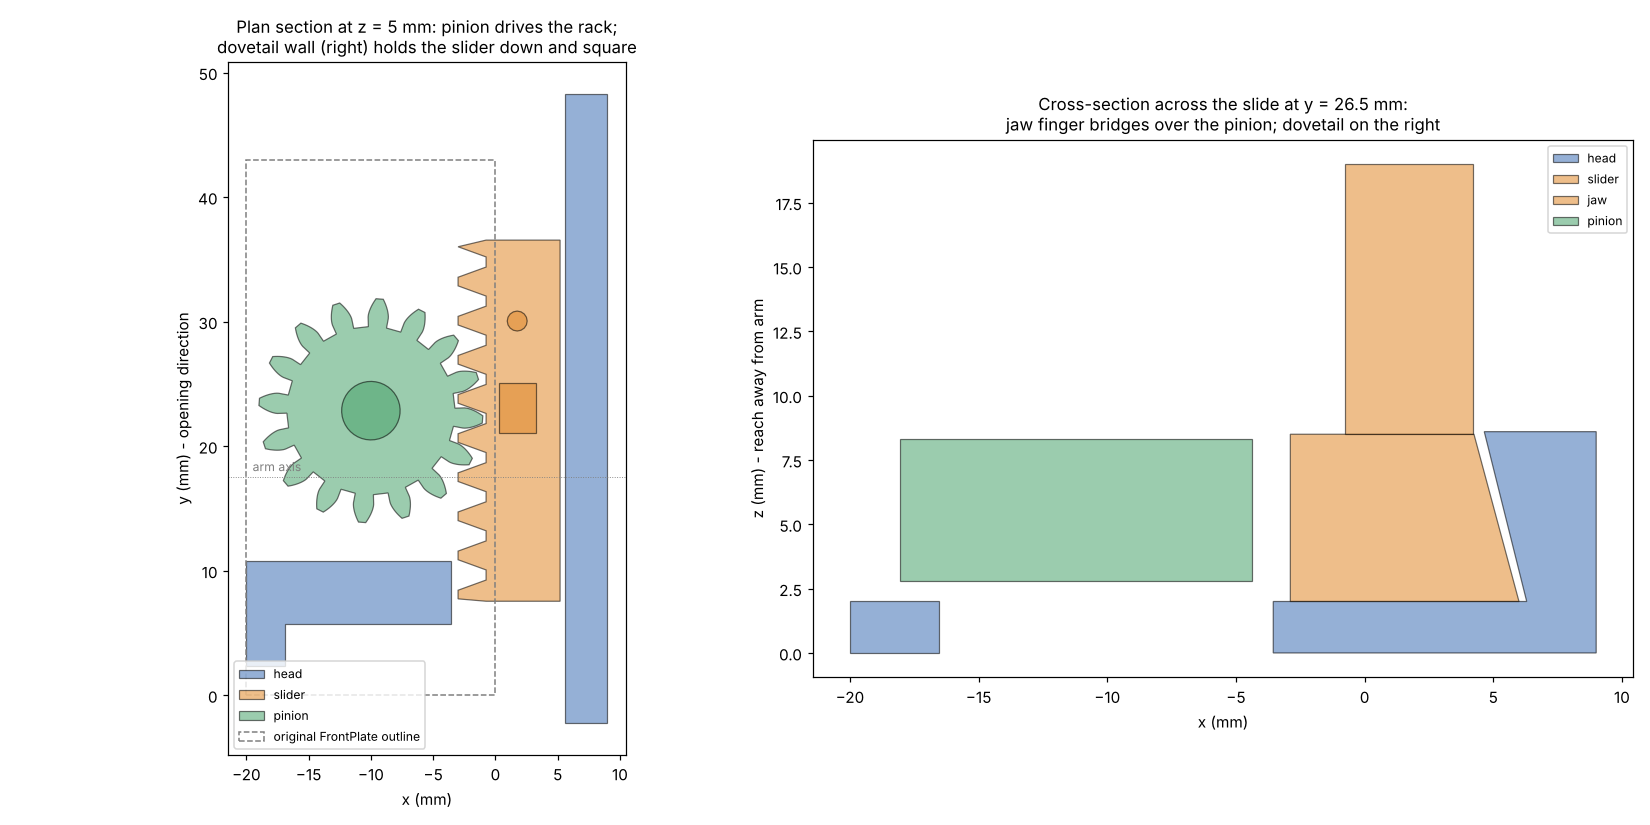 Plan section at z = 5 mm: pinion drives the rack;
dovetail wall (right) holds the slider down and square
50
40
30
20
10
0
y (mm) - opening direction
arm axis
head
slider
pinion
original FrontPlate outline
−20
−15
−10
−5
0
5
10
x (mm)
Cross-section across the slide at y = 26.5 mm:
jaw finger bridges over the pinion; dovetail on the right
17.5
15.0
12.5
10.0
7.5
5.0
2.5
0.0
z (mm) - reach away from arm
head
slider
jaw
pinion
−20
−15
−10
−5
0
5
10
x (mm)